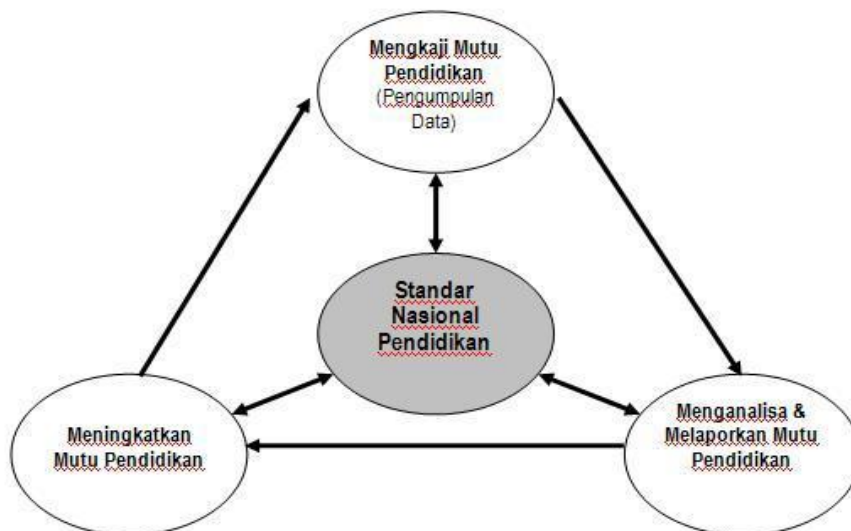 Mengkaji Mutu
Pendidikan
(Pengumpulan
Data)
Standar
Nasional
Pendidikan
Meningkatkan
Mutu Pendidikan
Menganalisa &
Melaporkan Mutu
Pendidikan